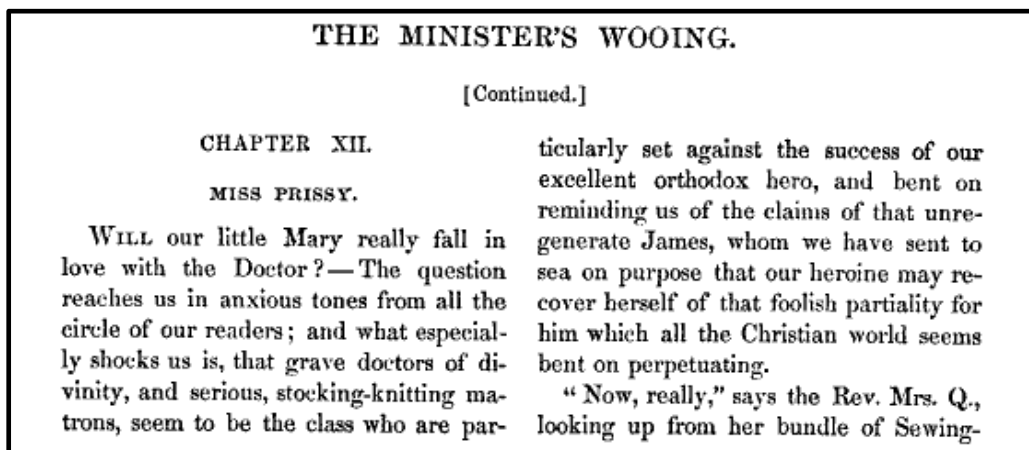 THE MINISTER'S WOOING.
[Continued.]
CHAPTER XII.
MISS PRISSY.
WILL our little Mary really fall in
love with the Doctor?—The question
reaches us in anxious tones from all the
circle of our readers; and what especial-
ly shocks us is, that grave doctors of di-
vinity, and serious, stocking-knitting ma-
trons, seem to be the class who are par-
ticularly set against the success of our
excellent orthodox hero, and bent on
reminding us of the claims of that unre-
generate James, whom we have sent to
sea on purpose that our heroine may re-
cover herself of that foolish partiality for
him which all the Christian world seems
bent on perpetuating.
"Now, really," says the Rev. Mrs. Q.,
looking up from her bundle of Sewing-